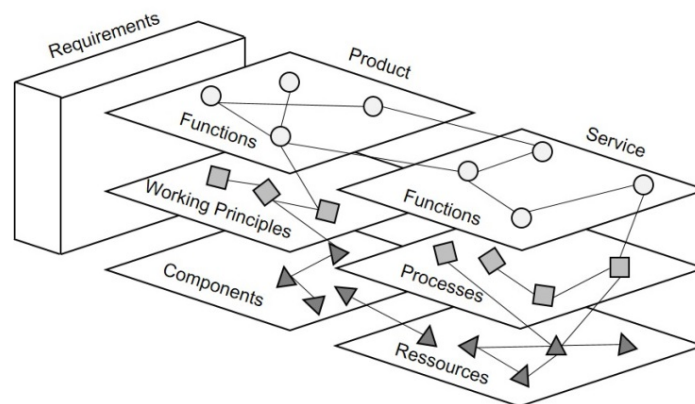 Requirements
Product
Functions
Working Principles
Components
Service
Functions
Processes
Ressources